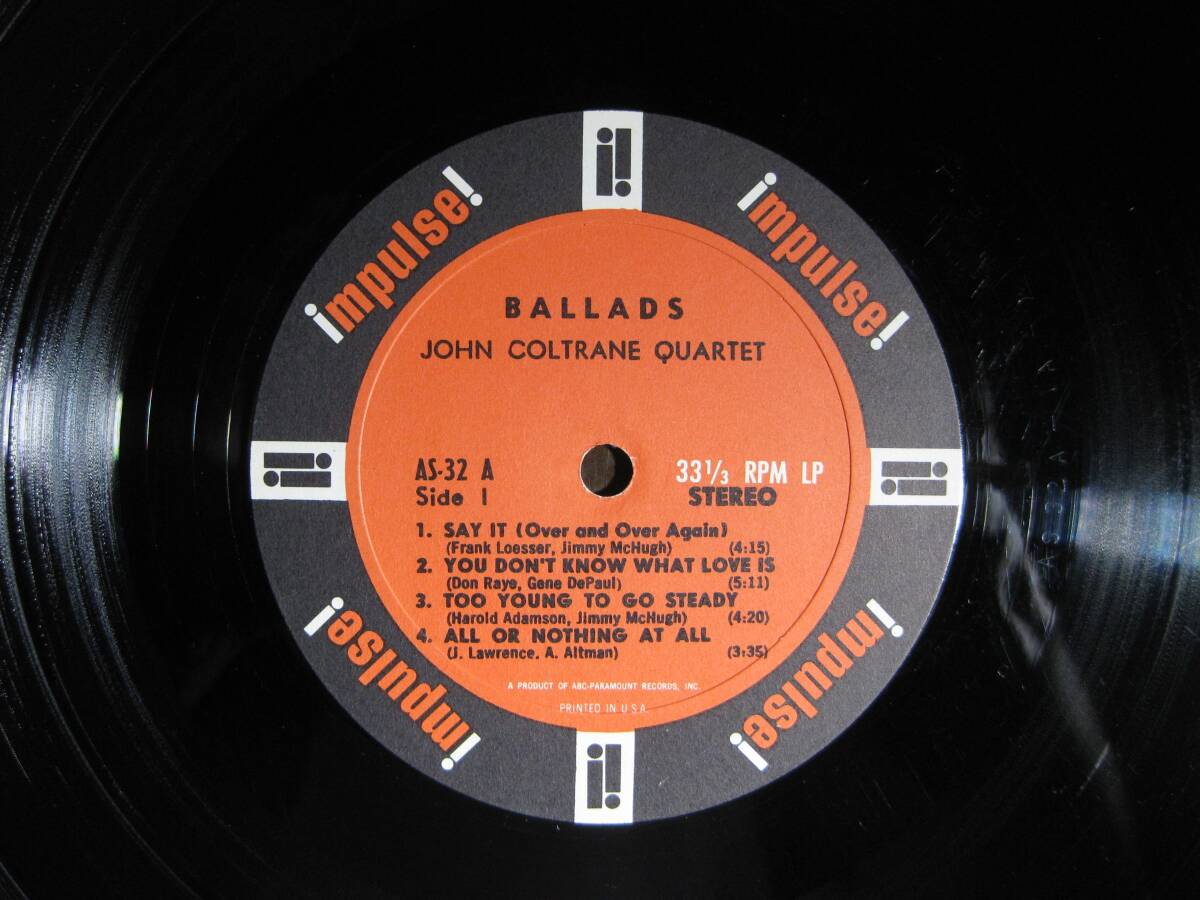 impulse!
impulse!
BALLADS
JOHN COLTRANE QUARTET
AS-32 A
33 1/3 RPM LP
Side 1
STEREO
1. SAY IT (Over and Over Again)
(Frank Loesser, Jimmy McHugh) (4:15)
2. YOU DON'T KNOW WHAT LOVE IS
(Don Raye, Gene DePaul) (5:11)
3. TOO YOUNG TO GO STEADY
(Harold Adamson, Jimmy McHugh) (4:20)
4. ALL OR NOTHING AT ALL
(J. Lawrence, A. Altman) (3:35)
A PRODUCT OF ABC-PARAMOUNT RECORDS, INC.
PRINTED IN U.S.A.
impulse!
impulse!